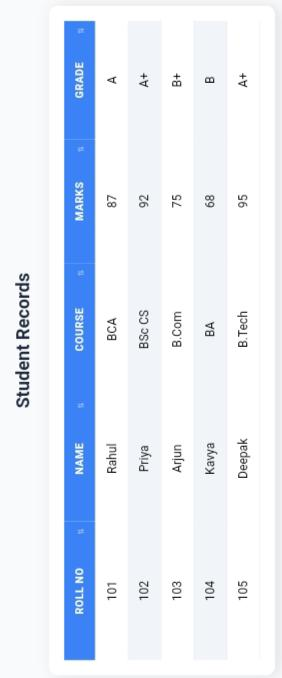 Student Records
ROLL NO NAME COURSE MARKS GRADE
101 Rahul BCA 87 A
102 Priya BSc CS 92 A+
103 Arjun B.Com 75 B+
104 Kavya BA 68 B
105 Deepak B.Tech 95 A+